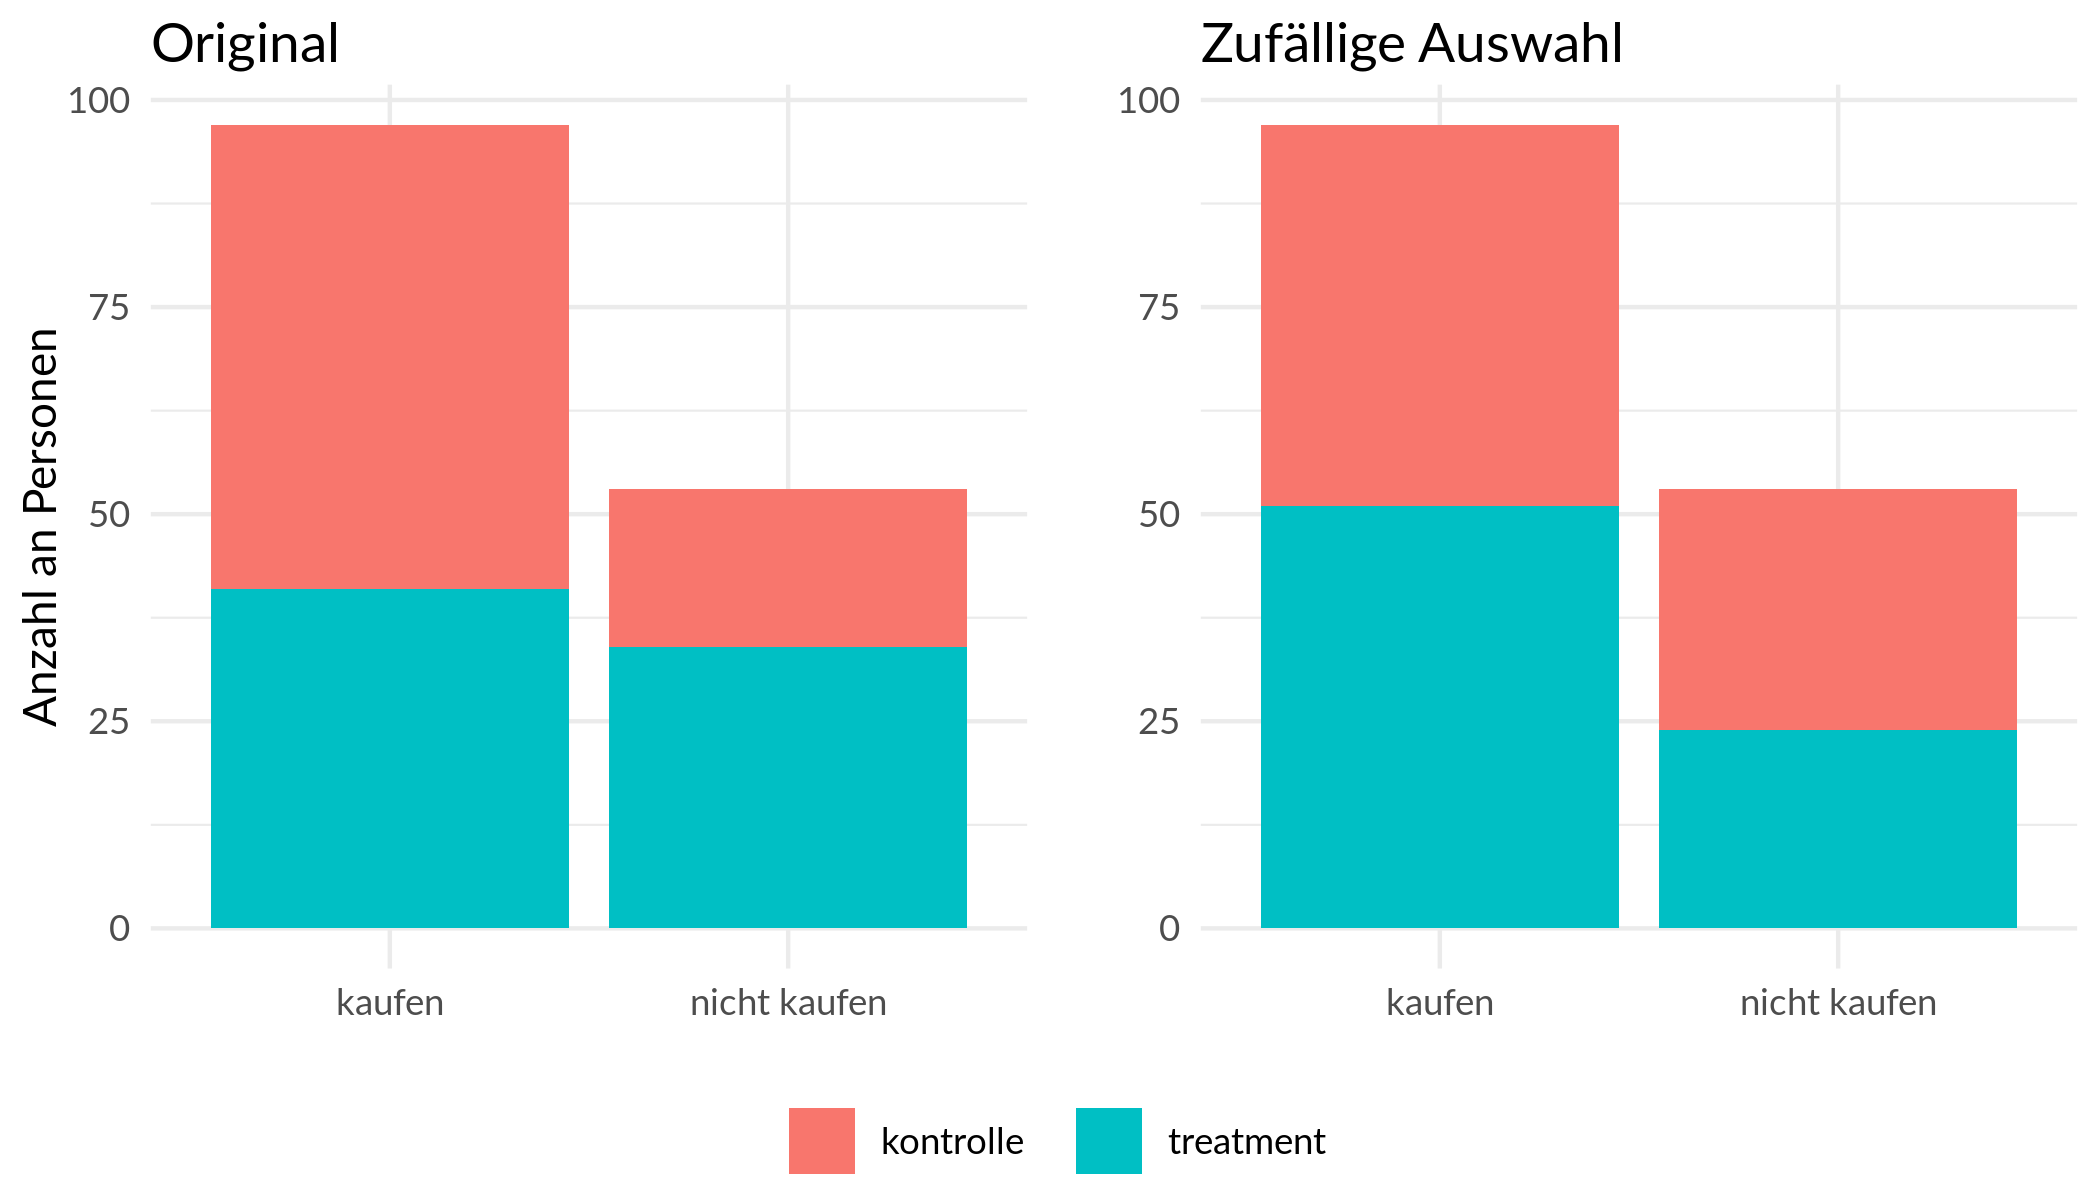 Original
100
75
50
25
0
Anzahl an Personen
kaufen nicht kaufen
Zufällige Auswahl
100
75
50
25
0
kaufen nicht kaufen
kontrolle treatment